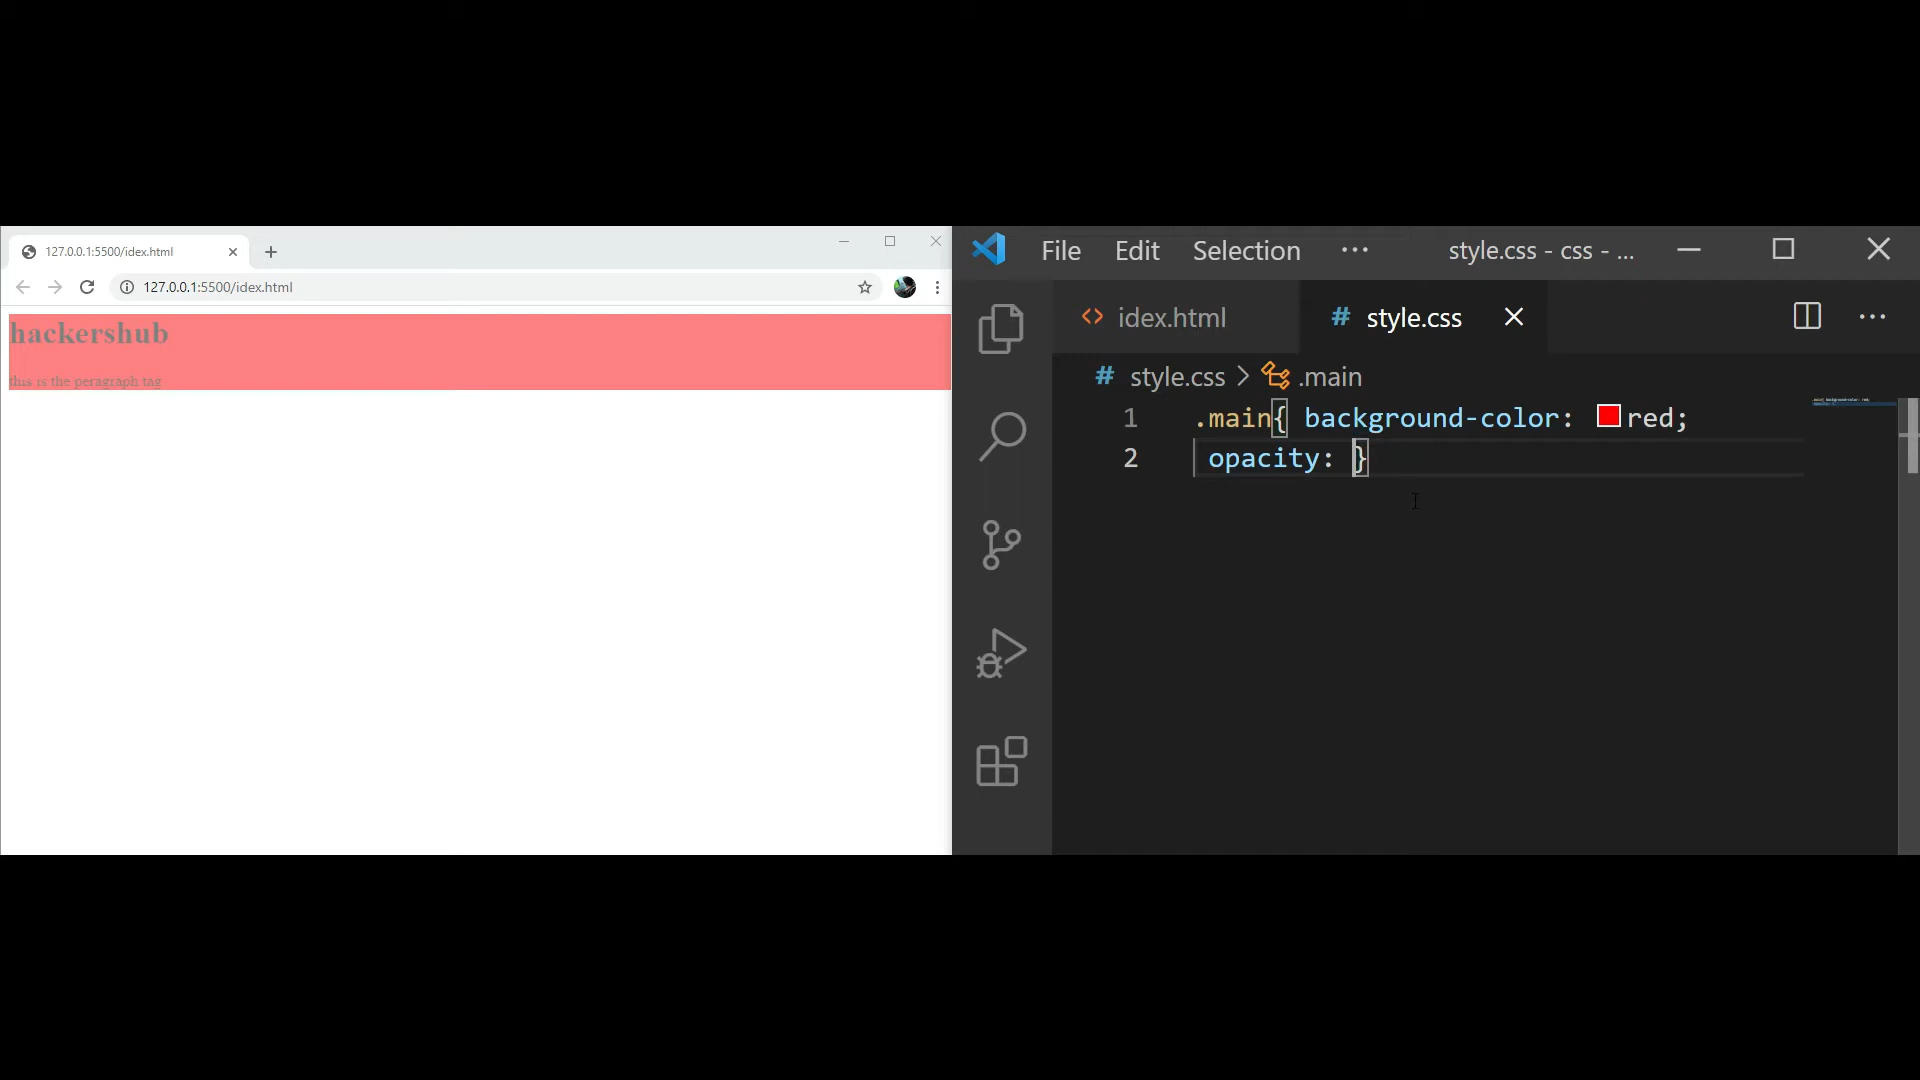 127.0.0.1:5500/idex.html
127.0.0.1:5500/idex.html
hackershub
this is the peragraph tag
File Edit Selection ··· style.css - css - ...
idex.html # style.css
# style.css > .main
1 .main{ background-color: red;
2 opacity: }